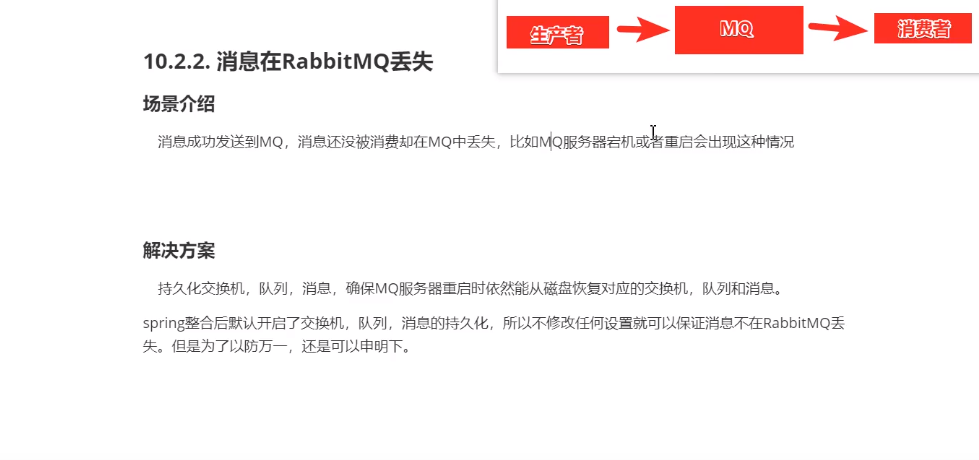 生产者
MQ
消费者
10.2.2. 消息在RabbitMQ丢失
场景介绍
消息成功发送到MQ，消息还没被消费却在MQ中丢失，比如MQ服务器宕机或者重启会出现这种情况
解决方案
持久化交换机，队列，消息，确保MQ服务器重启时依然能从磁盘恢复对应的交换机，队列和消息。
spring整合后默认开启了交换机，队列，消息的持久化，所以不修改任何设置就可以保证消息不在RabbitMQ丢
失。但是为了以防万一，还是可以申明下。